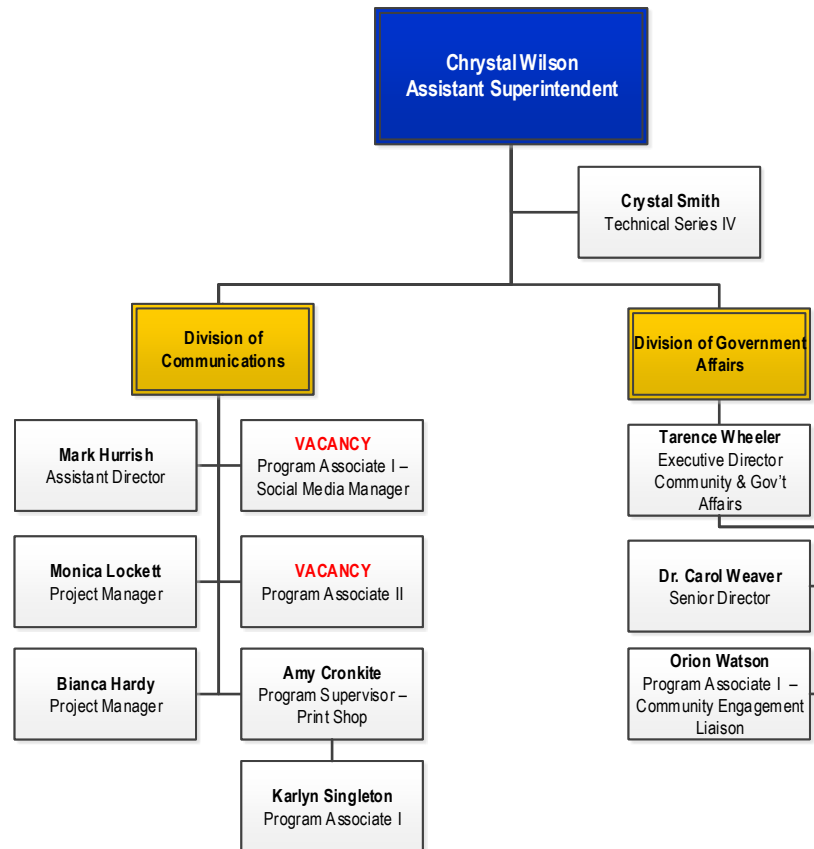 Chrystal Wilson
Assistant Superintendent
Crystal Smith
Technical Series IV
Division of
Communications
Division of Government
Affairs
Mark Hurrish
Assistant Director
VACANCY
Program Associate I –
Social Media Manager
Tarence Wheeler
Executive Director
Community & Gov't
Affairs
Monica Lockett
Project Manager
VACANCY
Program Associate II
Dr. Carol Weaver
Senior Director
Bianca Hardy
Project Manager
Amy Cronkite
Program Supervisor –
Print Shop
Orion Watson
Program Associate I –
Community Engagement
Liaison
Karlyn Singleton
Program Associate I